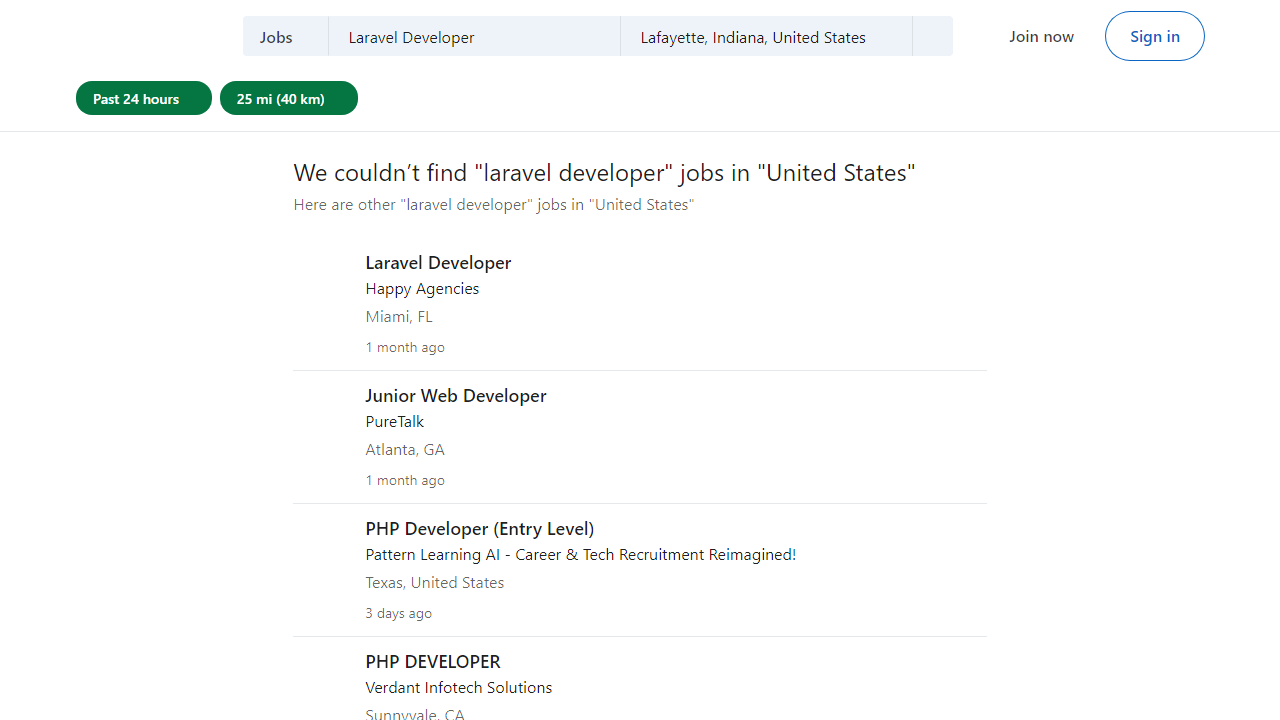 Jobs
Laravel Developer
Lafayette, Indiana, United States
Join now
Sign in
Past 24 hours
25 mi (40 km)
We couldn’t find "laravel developer" jobs in "United States"
Here are other "laravel developer" jobs in "United States"
Laravel Developer
Happy Agencies
Miami, FL
1 month ago
Junior Web Developer
PureTalk
Atlanta, GA
1 month ago
PHP Developer (Entry Level)
Pattern Learning AI - Career & Tech Recruitment Reimagined!
Texas, United States
3 days ago
PHP DEVELOPER
Verdant Infotech Solutions
Sunnyvale, CA